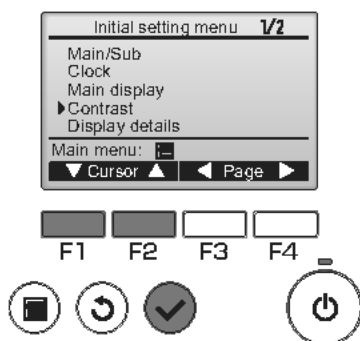 Initial setting menu 1/2
Main/Sub
Clock
Main display
Contrast
Display details
Main menu:
Cursor Page
F1 F2 F3 F4